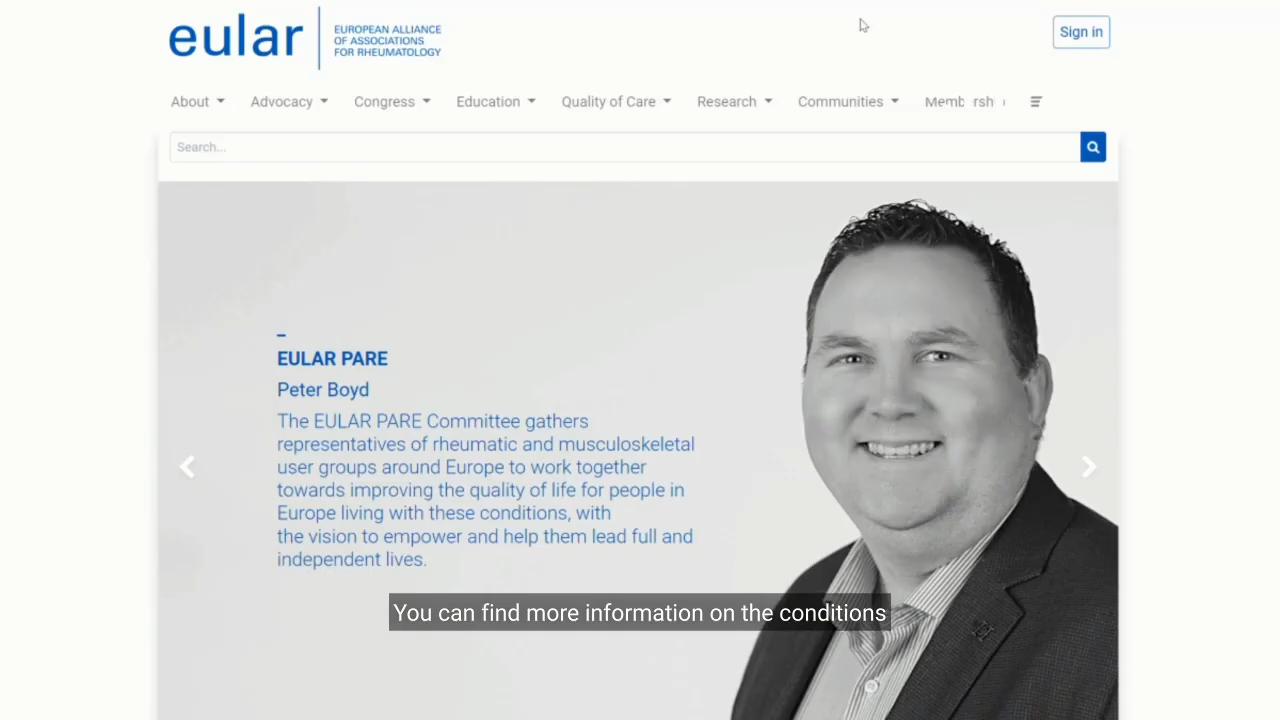 eular
EUROPEAN ALLIANCE
OF ASSOCIATIONS
FOR RHEUMATOLOGY
Sign in
About Advocacy Congress Education Quality of Care Research Communities
Search...
EULAR PARE
Peter Boyd
The EULAR PARE Committee gathers
representatives of rheumatic and musculoskeletal
user groups around Europe to work together
towards improving the quality of life for people in
Europe living with these conditions, with
the vision to empower and help them lead full and
independent lives.
You can find more information on the conditions